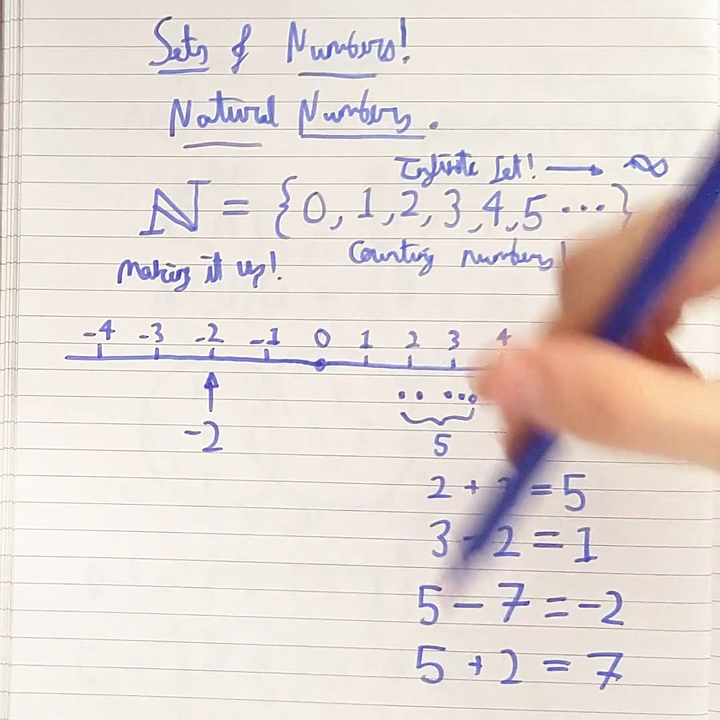 Sets of Numbers!
Natural Numbers.
Infinite Set! → ∞
ℕ = {0, 1, 2, 3, 4, 5 ...}
Making it up! Counting numbers!
-4 -3 -2 -1 0 1 2 3 4
-2
5
2 + = 5
3 - 2 = 1
5 - 7 = -2
5 + 2 = 7